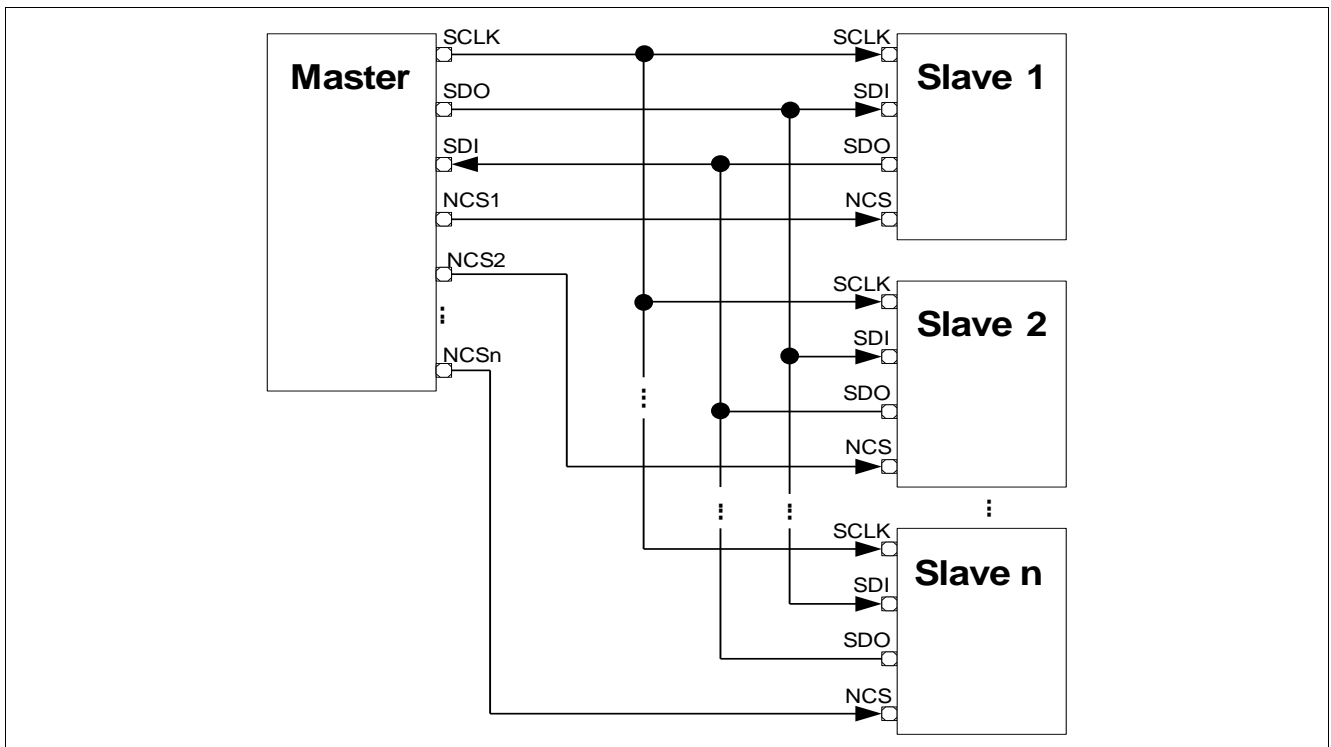 Master
SCLK
SDO
SDI
NCS1
NCS2
⋮
NCSn
⋮
⋮
⋮
SCLK
Slave 1
SDI
SDO
NCS
SCLK
Slave 2
SDI
SDO
NCS
⋮
SCLK
Slave n
SDI
SDO
NCS